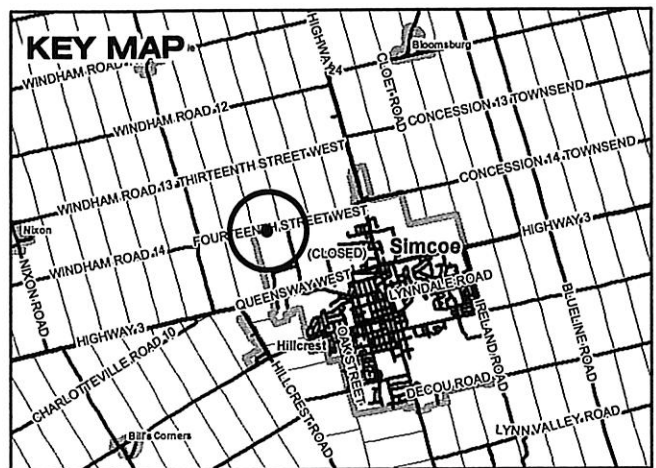 KEY MAP
HIGHWAY
24
Bloomsburg
CLOET ROAD
WINDHAM ROAD
WINDHAM ROAD 12
CONCESSION 13 TOWNSEND
WINDHAM ROAD 13
THIRTEENTH STREET WEST
CONCESSION 14 TOWNSEND
Nixon
NIXON ROAD
WINDHAM ROAD 14
FOURTEENTH STREET WEST
(CLOSED)
Simcoe
HIGHWAY 3
QUEENSWAY WEST
LYNNDALE ROAD
HIGHWAY 3
CHARLOTTEVILLE ROAD 10
Hillcrest
OAK STREET
IRELAND ROAD
BLUELINE ROAD
HILLCREST ROAD
DECOU ROAD
Bill's Corners
LYNN VALLEY ROAD